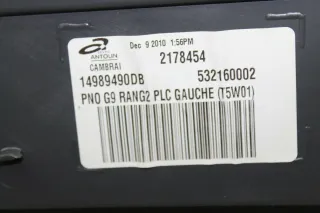 Dec 9 2010 1:56PM
ANTOLIN
CAMBRAI
2178454
14989490DB 532160002
PNO G9 RANG2 PLC GAUCHE (T5W01)